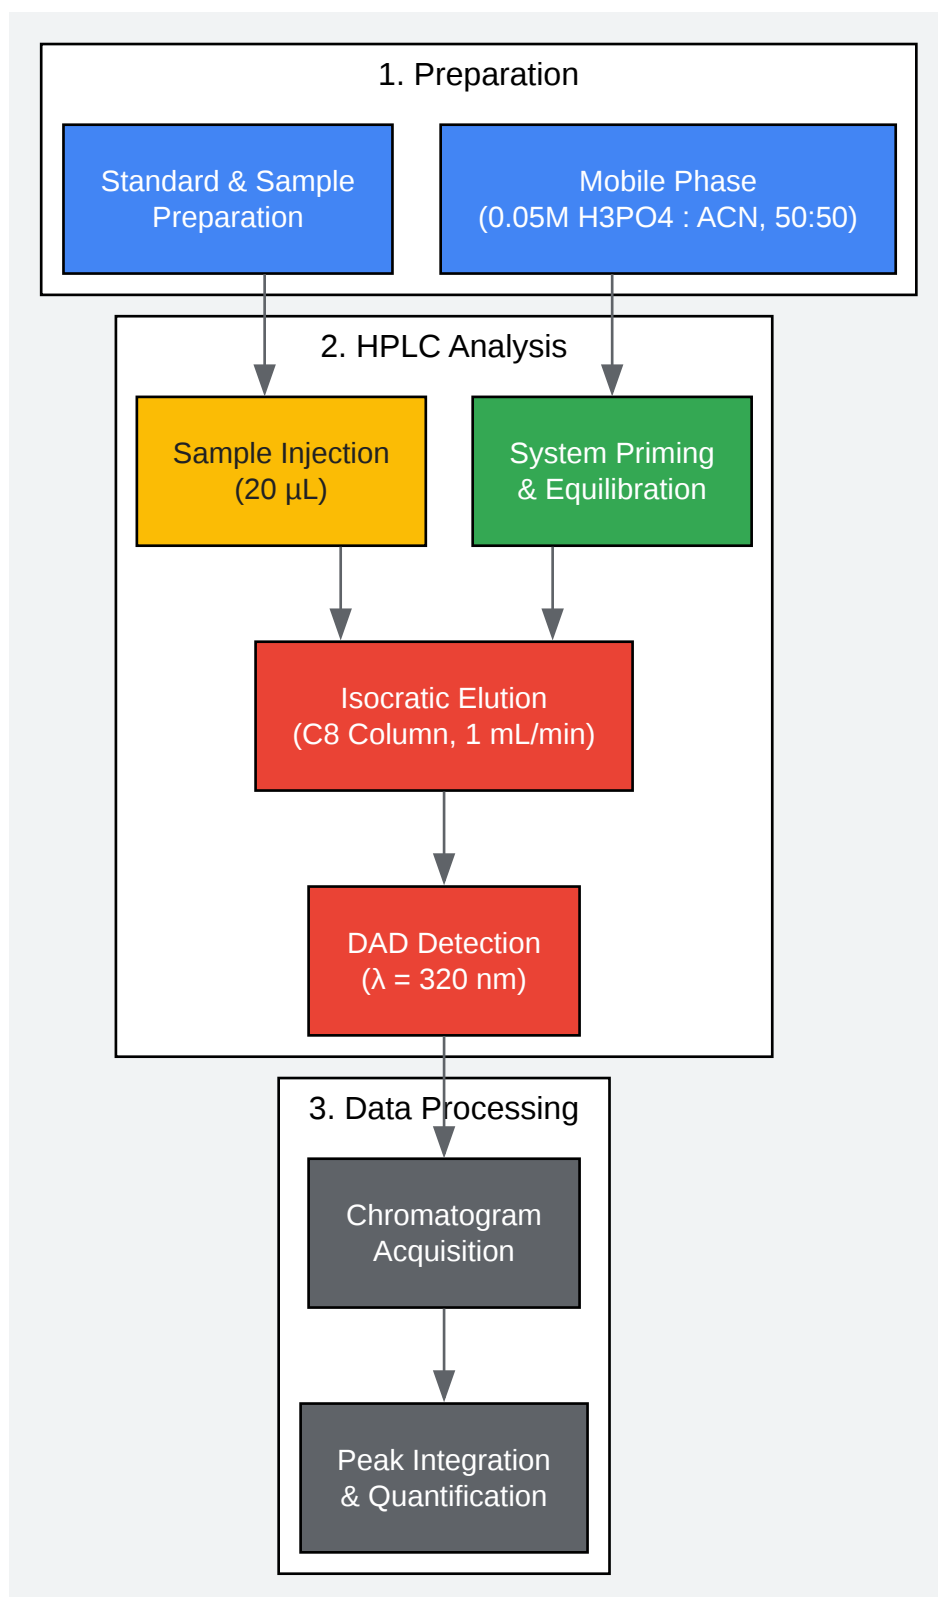 1. Preparation
Standard & Sample
Preparation
Mobile Phase
(0.05M H3PO4 : ACN, 50:50)
2. HPLC Analysis
Sample Injection
(20 µL)
System Priming
& Equilibration
Isocratic Elution
(C8 Column, 1 mL/min)
DAD Detection
(λ = 320 nm)
3. Data Processing
Chromatogram
Acquisition
Peak Integration
& Quantification